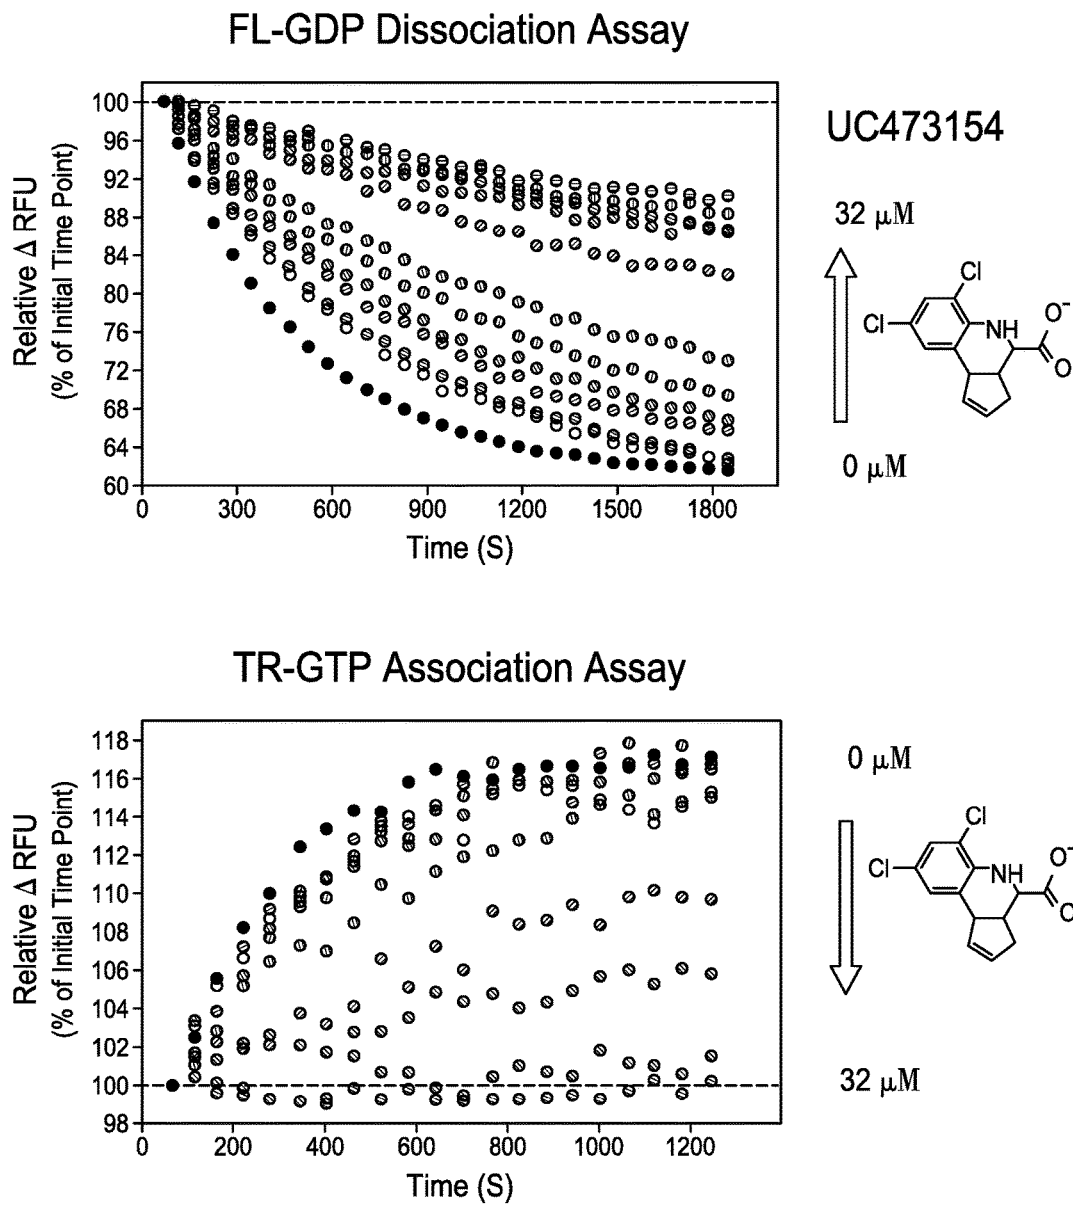 FL-GDP Dissociation Assay
Relative Δ RFU
(% of Initial Time Point)
100
96
92
88
84
80
76
72
68
64
60
0
300
600
900
1200
1500
1800
Time (S)
UC473154
32 μM
Cl
Cl
NH
O⁻
O
0 μM
TR-GTP Association Assay
Relative Δ RFU
(% of Initial Time Point)
118
116
114
112
110
108
106
104
102
100
98
0
200
400
600
800
1000
1200
Time (S)
0 μM
Cl
Cl
NH
O⁻
O
32 μM